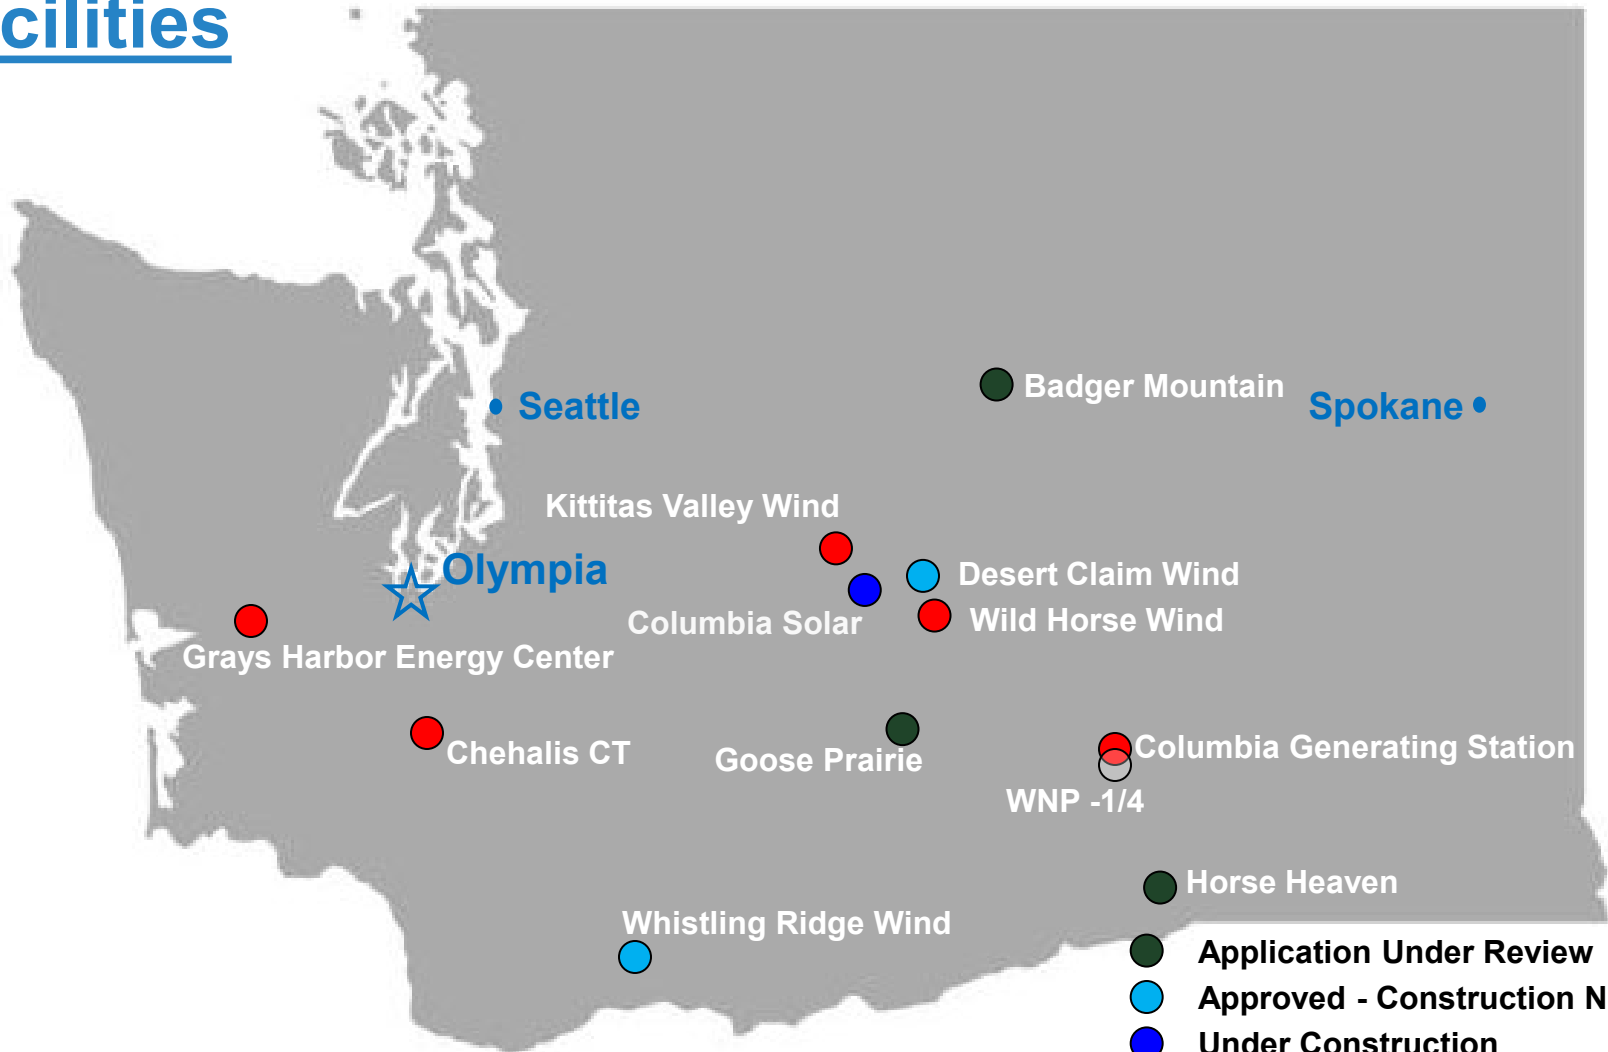 cilities
Badger Mountain
Seattle
Spokane
Kittitas Valley Wind
Olympia
Desert Claim Wind
Columbia Solar
Wild Horse Wind
Grays Harbor Energy Center
Chehalis CT
Goose Prairie
Columbia Generating Station
WNP -1/4
Horse Heaven
Whistling Ridge Wind
Application Under Review
Approved - Construction N
Under Construction